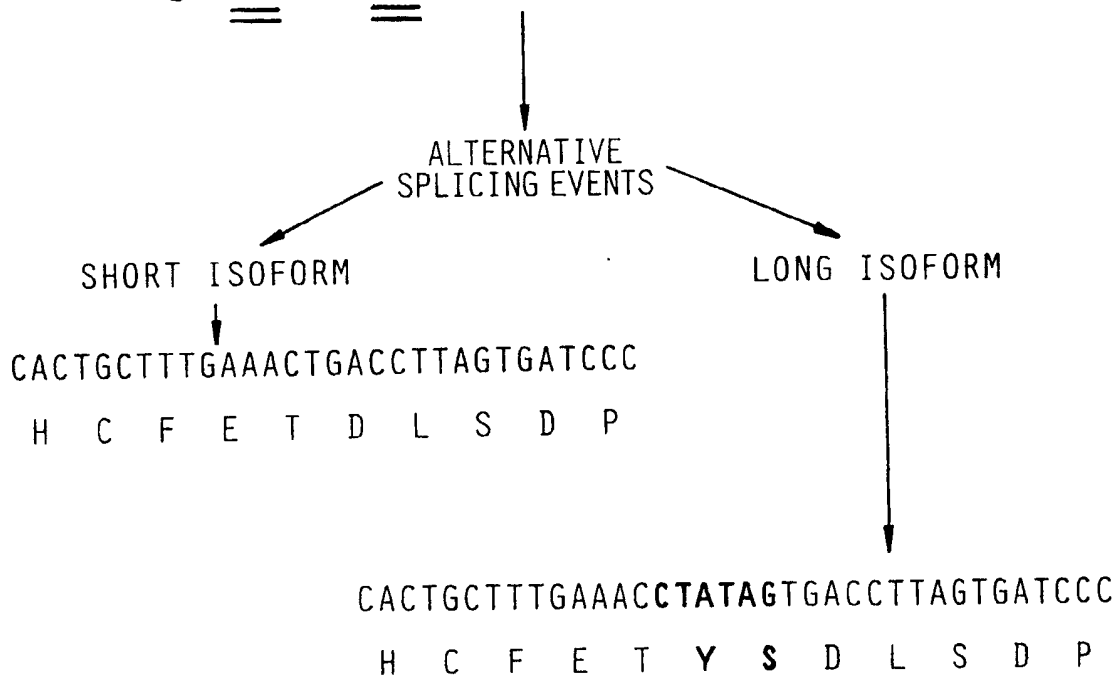 ALTERNATIVE
SPLICING EVENTS
SHORT ISOFORM
LONG ISOFORM
CACTGCTTTGAAACTGACCTTAGTGATCCC
H C F E T D L S D P
CACTGCTTTGAAACCTATAGTGACCTTAGTGATCCC
H C F E T Y S D L S D P